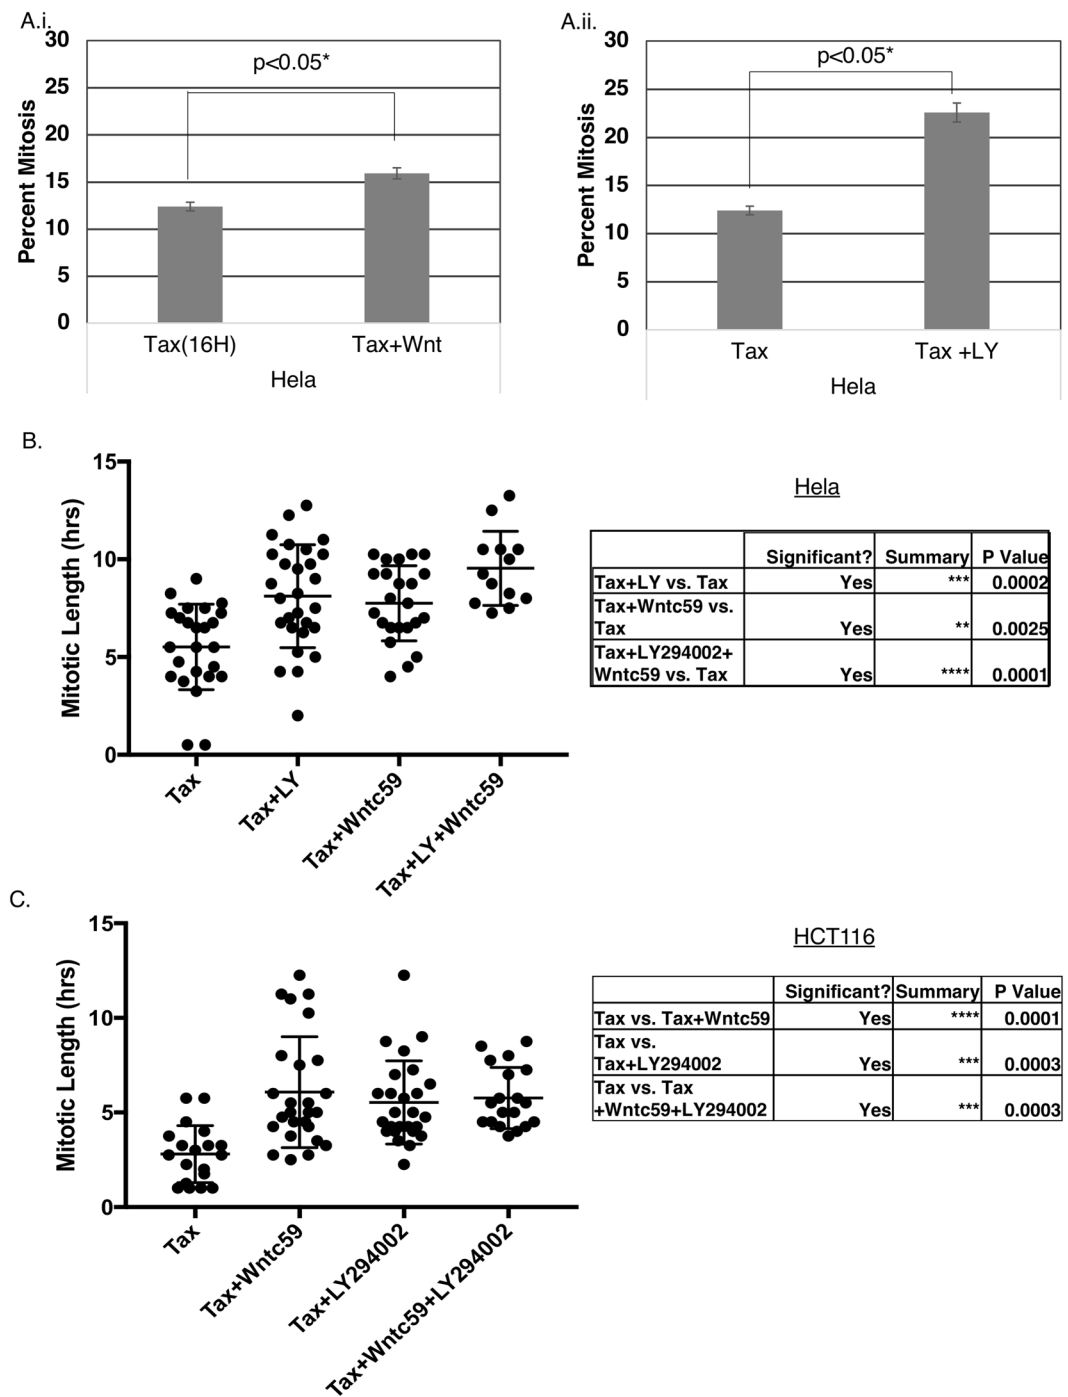 A.i.
30
25
20
15
10
5
0
Percent Mitosis
p<0.05*
Tax(16H)
Tax+Wnt
Hela
A.ii.
30
25
20
15
10
5
0
Percent Mitosis
p<0.05*
Tax
Tax +LY
Hela
B.
15
10
5
0
Mitotic Length (hrs)
Tax
Tax+LY
Tax+Wntc59
Tax+LY+Wntc59
Hela
Significant? Summary P Value
Tax+LY vs. Tax Yes *** 0.0002
Tax+Wntc59 vs.
Tax Yes ** 0.0025
Tax+LY294002+
Wntc59 vs. Tax Yes **** 0.0001
C.
15
10
5
0
Mitotic Length (hrs)
Tax
Tax+Wntc59
Tax+LY294002
Tax+Wntc59+LY294002
HCT116
Significant? Summary P Value
Tax vs. Tax+Wntc59 Yes **** 0.0001
Tax vs.
Tax+LY294002 Yes *** 0.0003
Tax vs. Tax
+Wntc59+LY294002 Yes *** 0.0003